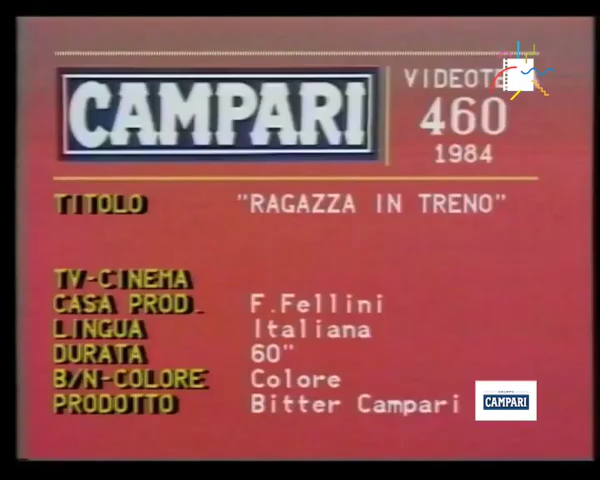 CAMPARI
VIDEOTE
460
1984
TITOLO "RAGAZZA IN TRENO"
TV-CINEMA
CASA PROD. F.Fellini
LINGUA Italiana
DURATA 60"
B/N-COLORE Colore
PRODOTTO Bitter Campari
CAMPARI